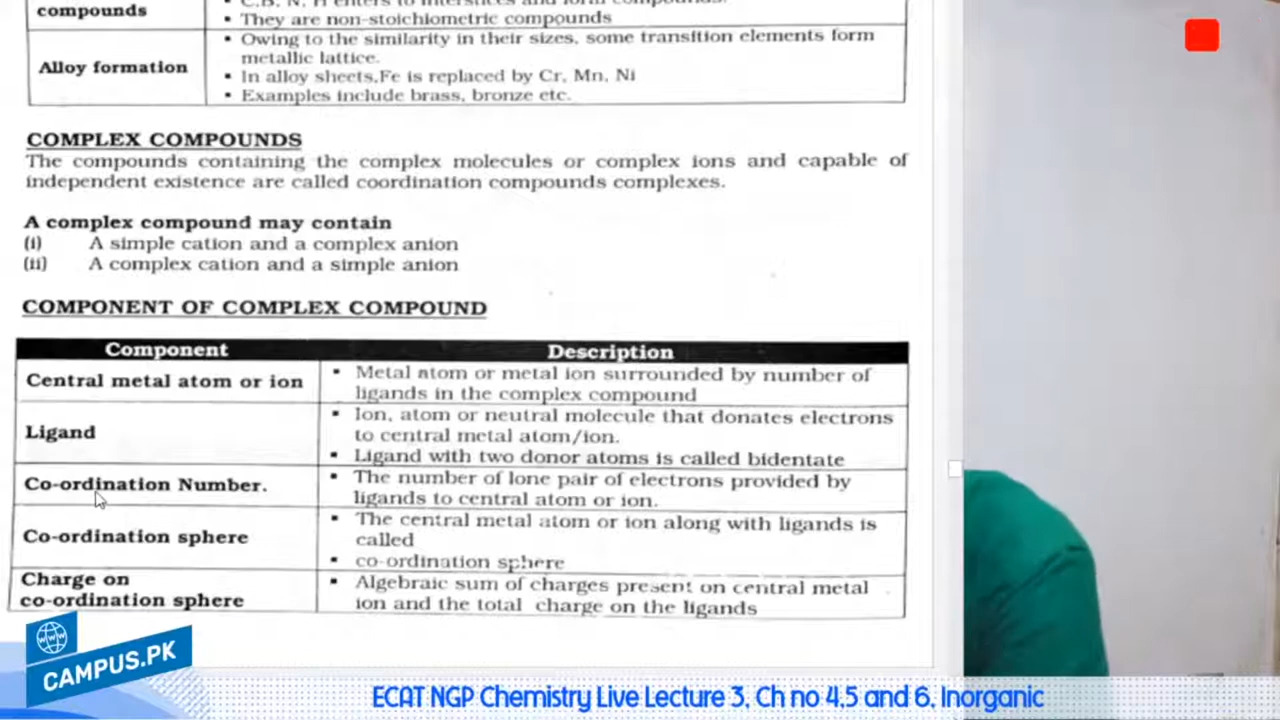 compounds
They are non-stoichiometric compounds
Alloy formation
• Owing to the similarity in their sizes, some transition elements form
metallic lattice.
• In alloy sheets,Fe is replaced by Cr, Mn, Ni
• Examples include brass, bronze etc.
COMPLEX COMPOUNDS
The compounds containing the complex molecules or complex ions and capable of
independent existence are called coordination compounds complexes.
A complex compound may contain
(i) A simple cation and a complex anion
(ii) A complex cation and a simple anion
COMPONENT OF COMPLEX COMPOUND
Component Description
Central metal atom or ion
• Metal atom or metal ion surrounded by number of
ligands in the complex compound
Ligand
• Ion, atom or neutral molecule that donates electrons
to central metal atom/ion.
• Ligand with two donor atoms is called bidentate
Co-ordination Number.
• The number of lone pair of electrons provided by
ligands to central atom or ion.
Co-ordination sphere
• The central metal atom or ion along with ligands is
called
• co-ordination sphere
Charge on
co-ordination sphere
• Algebraic sum of charges present on central metal
ion and the total charge on the ligands
www
CAMPUS.PK
ECAT NGP Chemistry Live Lecture 3, Ch no 4,5 and 6, Inorganic